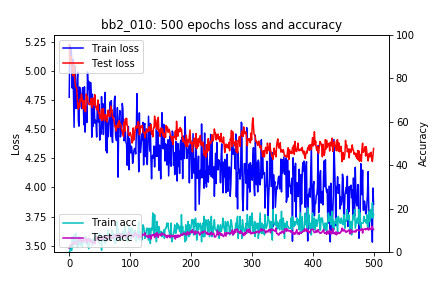 bb2_010: 500 epochs loss and accuracy
5.25
5.00
4.75
4.50
4.25
4.00
3.75
3.50
Loss
Train loss
Test loss
Train acc
Test acc
100
80
60
40
20
0
Accuracy
0
100
200
300
400
500